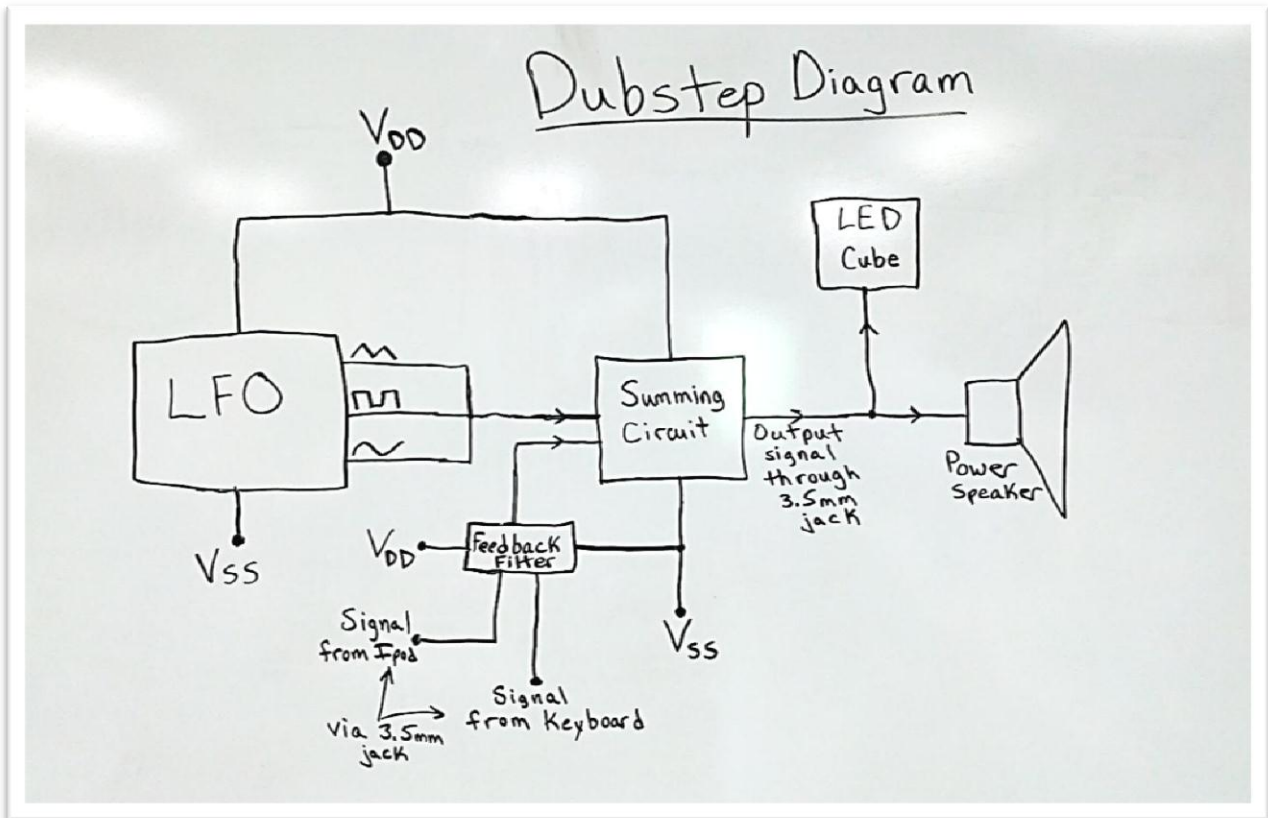 Dubstep Diagram
VDD
LED
Cube
LFO
Summing
Circuit
Output
signal
through
3.5mm
jack
Power
Speaker
VSS
VDD
Feedback
Filter
VSS
Signal
from Ipod
Signal
from Keyboard
via 3.5mm
jack